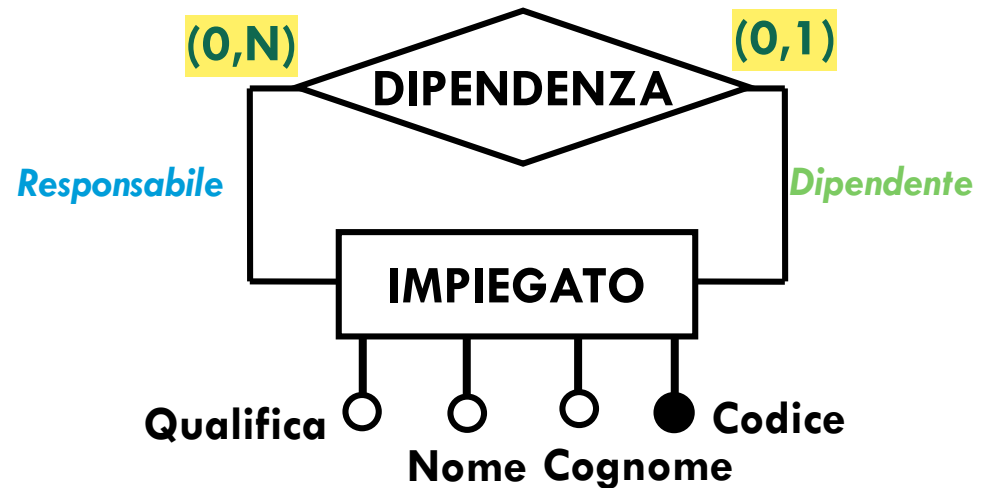 (0,N)
(0,1)
DIPENDENZA
Responsabile
Dipendente
IMPIEGATO
Qualifica
Codice
Nome
Cognome